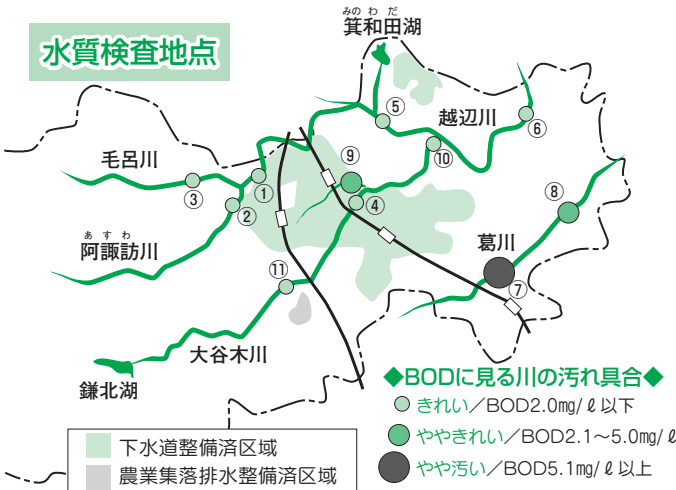 水質検査地点
みのわだ
箕和田湖
越辺川
⑤
⑥
⑩
毛呂川
③
①
②
⑨
④
⑧
あすわ
阿諏訪川
葛川
⑦
⑪
大谷木川
鎌北湖
◆BODに見る川の汚れ具合◆
きれい／BOD2.0mg/ℓ以下
ややきれい／BOD2.1～5.0mg/ℓ
やや汚い／BOD5.1mg/ℓ以上
下水道整備済区域
農業集落排水整備済区域